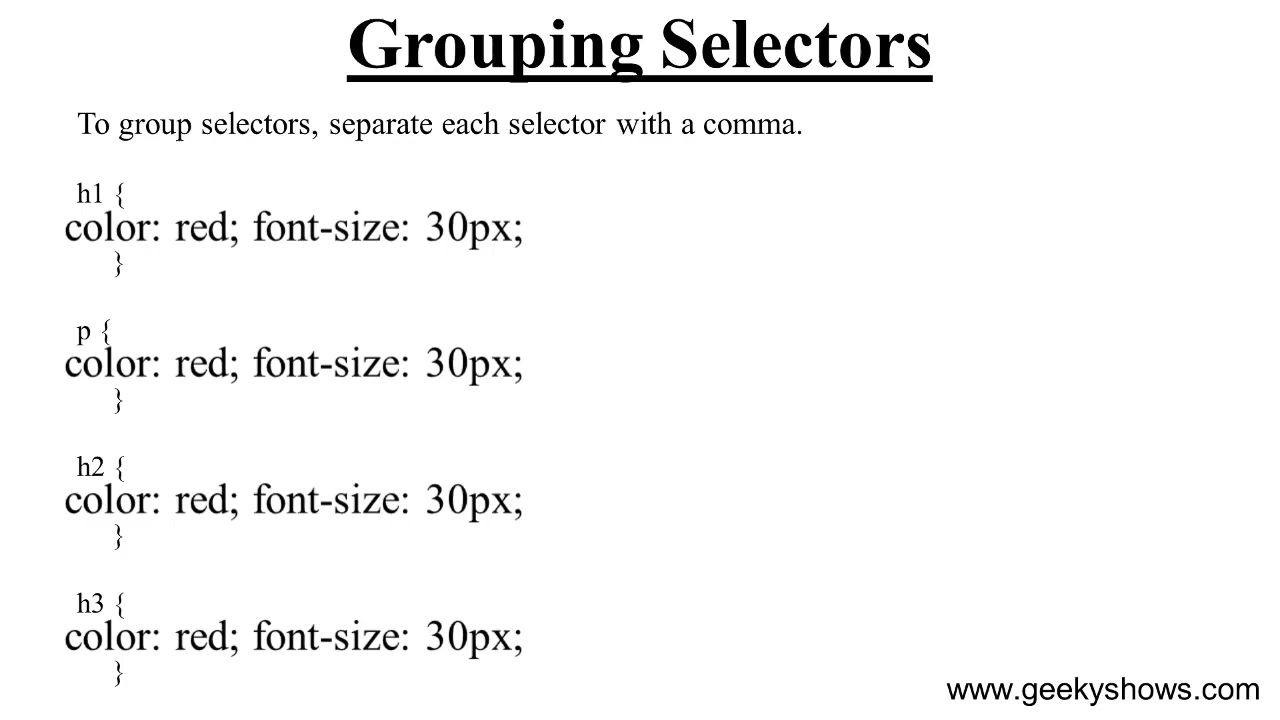 Grouping Selectors
To group selectors, separate each selector with a comma.
h1 {
color: red; font-size: 30px;
}
p {
color: red; font-size: 30px;
}
h2 {
color: red; font-size: 30px;
}
h3 {
color: red; font-size: 30px;
}
www.geekyshows.com